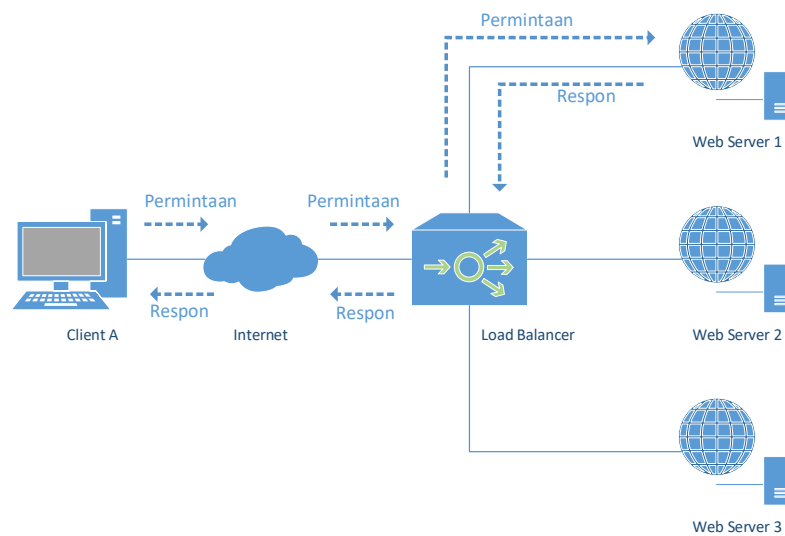 Permintaan
Respon
Web Server 1
Permintaan
Permintaan
Respon
Respon
Client A
Internet
Load Balancer
Web Server 2
Web Server 3